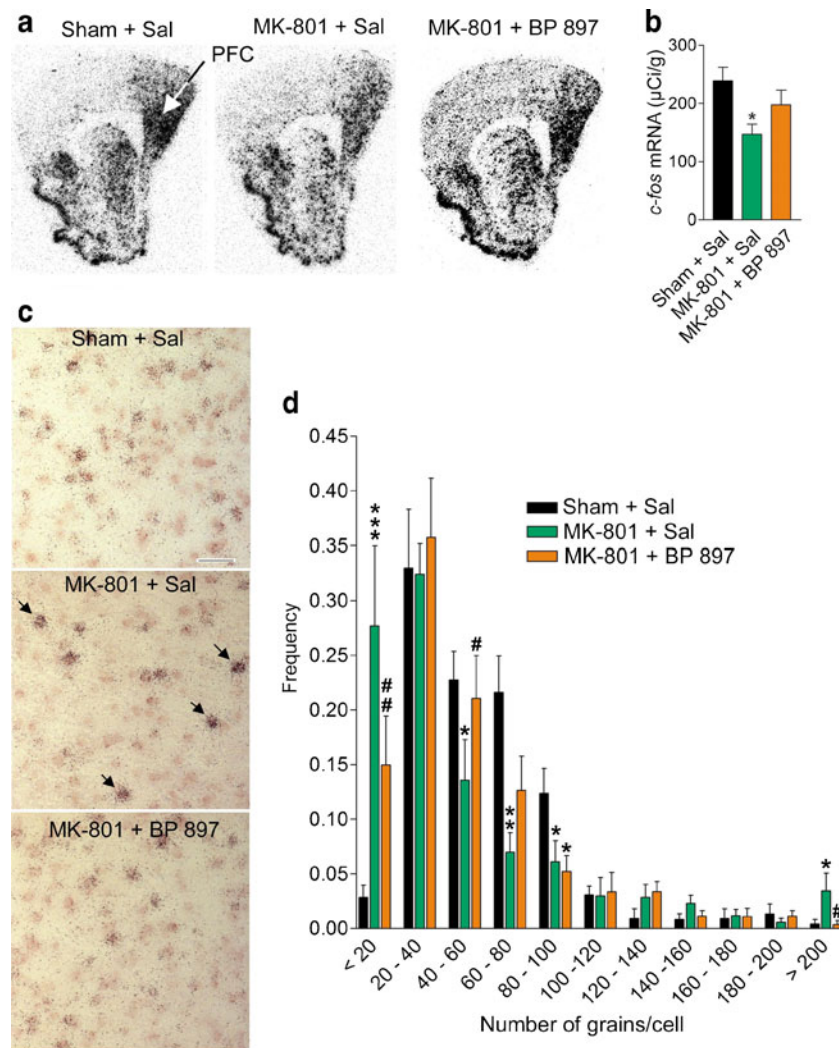 a
Sham + Sal
MK-801 + Sal
MK-801 + BP 897
PFC
b
c-fos mRNA (µCi/g)
300
200
100
0
*
Sham + Sal
MK-801 + Sal
MK-801 + BP 897
c
Sham + Sal
MK-801 + Sal
MK-801 + BP 897
d
Frequency
0.45
0.40
0.35
0.30
0.25
0.20
0.15
0.10
0.05
0.00
Sham + Sal
MK-801 + Sal
MK-801 + BP 897
***
##
*
#
**
*
*
*
#
< 20
20 - 40
40 - 60
60 - 80
80 - 100
100 -120
120 - 140
140 - 160
160 - 180
180 - 200
> 200
Number of grains/cell